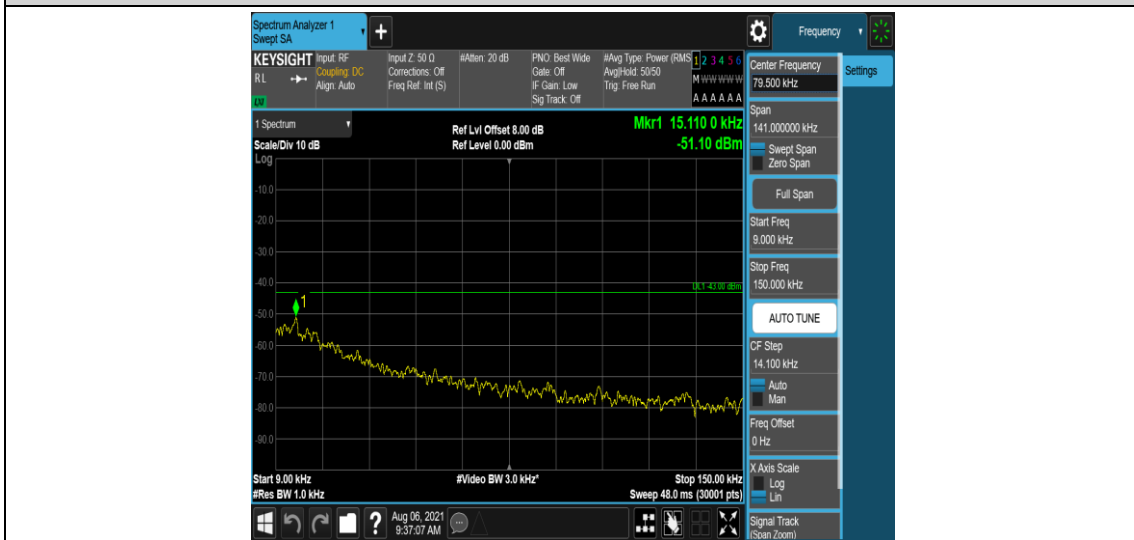 Spectrum Analyzer 1
Swept SA
+
Frequency
KEYSIGHT
RL
LXI
Input: RF
Coupling: DC
Align: Auto
Input Z: 50 Ω
Corrections: Off
Freq Ref: Int (S)
#Atten: 20 dB
PNO: Best Wide
Gate: Off
IF Gain: Low
Sig Track: Off
#Avg Type: Power (RMS
Avg|Hold: 50/50
Trig: Free Run
1 2 3 4 5 6
M W W W W W
A A A A A A
1 Spectrum
Scale/Div 10 dB
Ref Lvl Offset 8.00 dB
Ref Level 0.00 dBm
Mkr1 15.110 0 kHz
-51.10 dBm
Log
-10.0
-20.0
-30.0
-40.0
DL1 -43.00 dBm
1
-50.0
-60.0
-70.0
-80.0
-90.0
Start 9.00 kHz
#Res BW 1.0 kHz
#Video BW 3.0 kHz*
Stop 150.00 kHz
Sweep 48.0 ms (30001 pts)
?
Aug 06, 2021
9:37:07 AM
Center Frequency
79.500 kHz
Settings
Span
141.000000 kHz
Swept Span
Zero Span
Full Span
Start Freq
9.000 kHz
Stop Freq
150.000 kHz
AUTO TUNE
CF Step
14.100 kHz
Auto
Man
Freq Offset
0 Hz
X Axis Scale
Log
Lin
Signal Track
(Span Zoom)